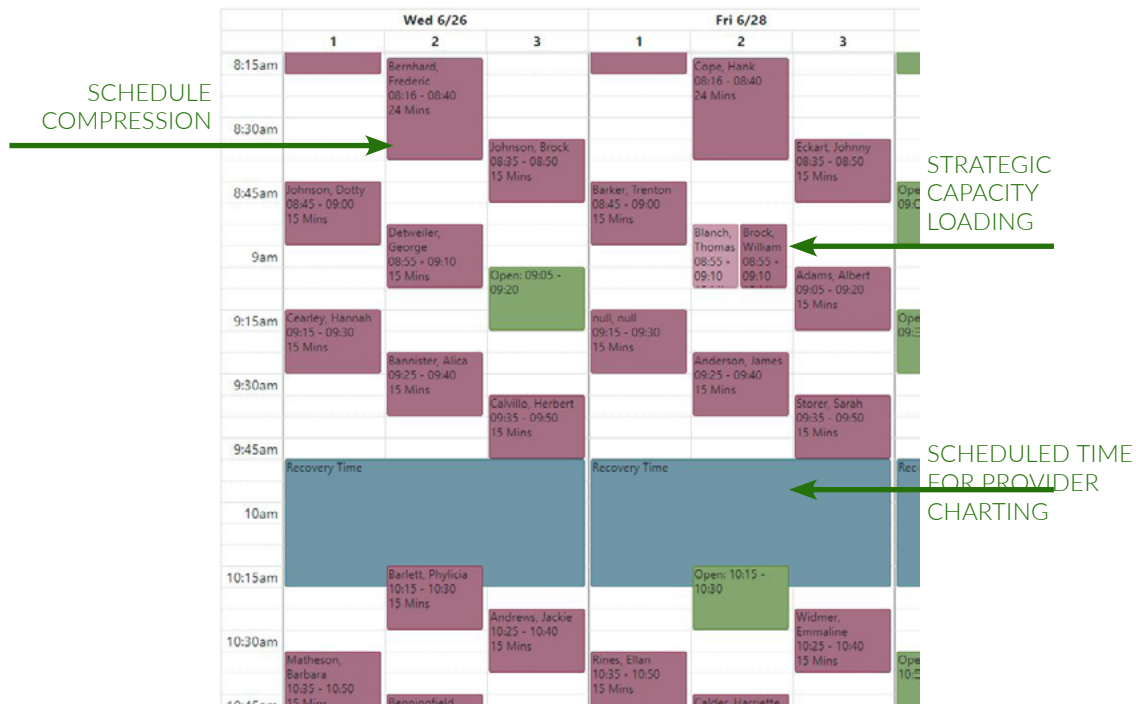 Wed 6/26
Fri 6/28
1
2
3
1
2
3
8:15am
8:30am
8:45am
9am
9:15am
9:30am
9:45am
10am
10:15am
10:30am
SCHEDULE
COMPRESSION
Johnson, Dotty
08:45 - 09:00
15 Mins
Cearley, Hannah
09:15 - 09:30
15 Mins
Recovery Time
Matheson,
Barbara
10:35 - 10:50
15 Mins
Bernhard,
Frederic
08:16 - 08:40
24 Mins
Detweiler,
George
08:55 - 09:10
15 Mins
Bannister, Alica
09:25 - 09:40
15 Mins
Barlett, Phylicia
10:15 - 10:30
15 Mins
Benningfield
Johnson, Brock
08:35 - 08:50
15 Mins
Open: 09:05 -
09:20
Calvillo, Herbert
09:35 - 09:50
15 Mins
Andrews, Jackie
10:25 - 10:40
15 Mins
Barker, Trenton
08:45 - 09:00
15 Mins
null, null
09:15 - 09:30
15 Mins
Recovery Time
Rines, Ellan
10:35 - 10:50
15 Mins
Cope, Hank
08:16 - 08:40
24 Mins
Blanch,
Thomas
08:55 -
09:10
Brock,
William
08:55 -
09:10
Anderson, James
09:25 - 09:40
15 Mins
Open: 10:15 -
10:30
Calder, Harnette
Eckart, Johnny
08:35 - 08:50
15 Mins
Adams, Albert
09:05 - 09:20
15 Mins
Storer, Sarah
09:35 - 09:50
15 Mins
Widmer,
Emmaline
10:25 - 10:40
15 Mins
STRATEGIC
CAPACITY
LOADING
SCHEDULED TIME
FOR PROVIDER
CHARTING